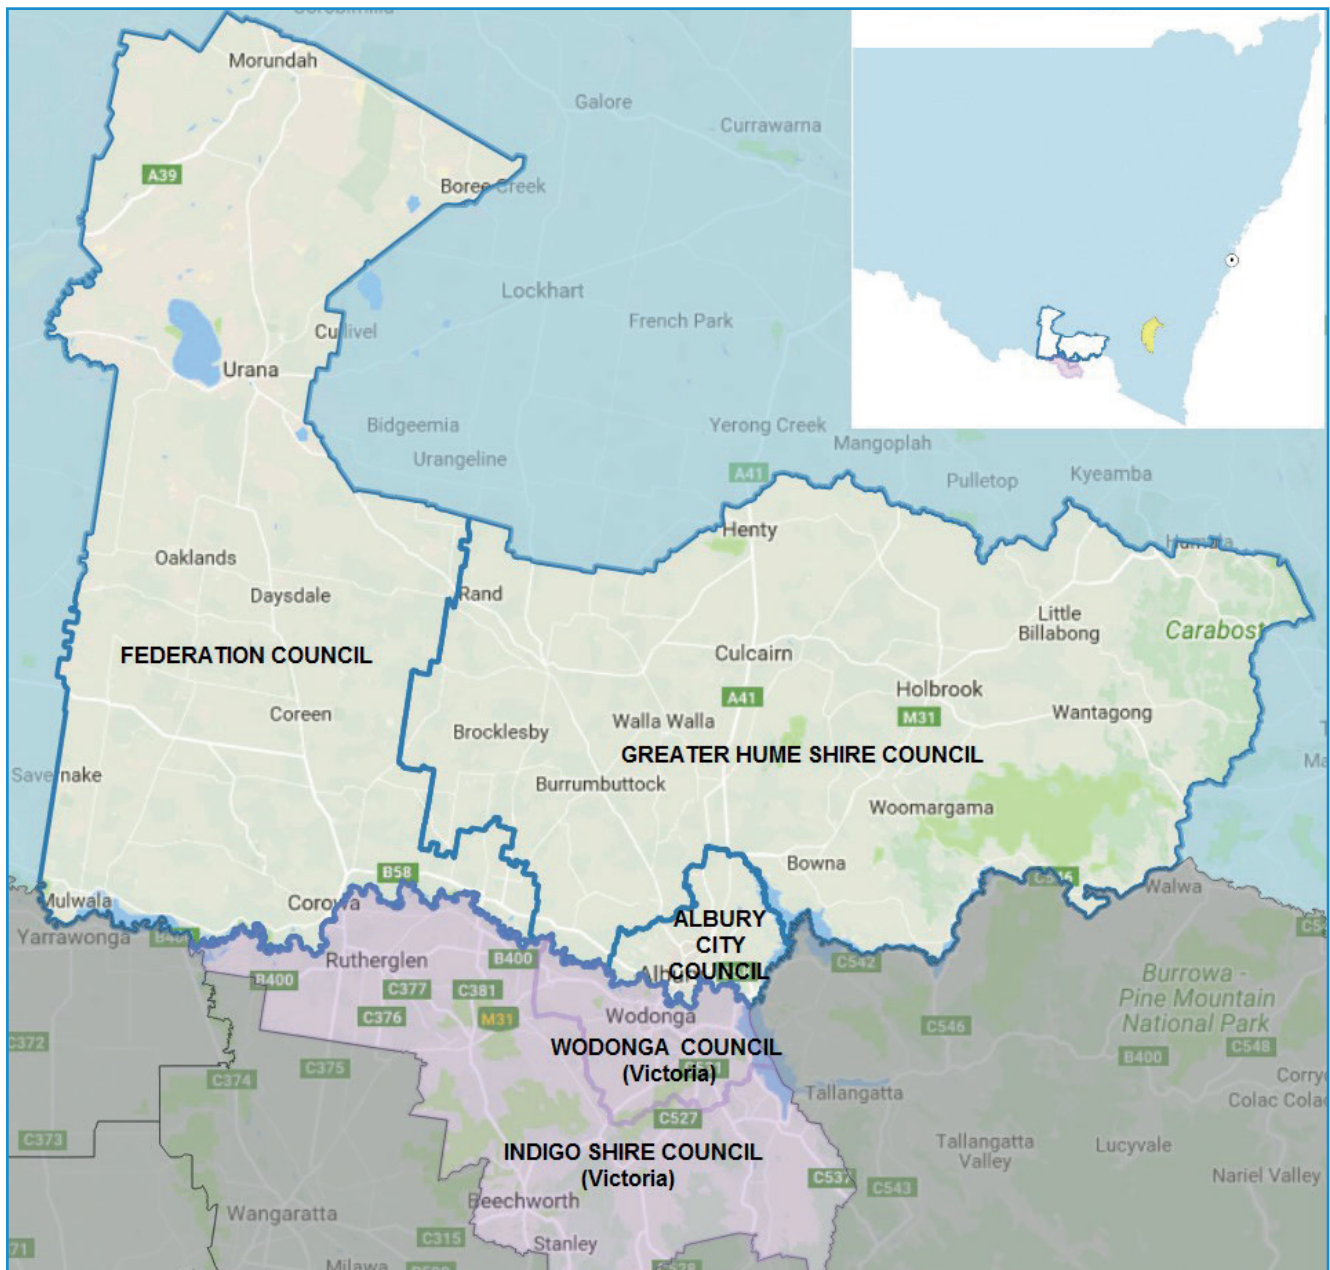 Morundah
Galore
Currawarna
A39
Boree Creek
Lockhart
French Park
Cullivel
Urana
Bidgeemia
Yerong Creek
Mangoplah
Urangeline
A41
Pulletop
Kyeamba
Henty
Humula
Oaklands
Daysdale
Rand
Little
Billabong
Carabost
FEDERATION COUNCIL
Culcairn
Holbrook
A41
M31
Coreen
Walla Walla
Wantagong
Brocklesby
GREATER HUME SHIRE COUNCIL
Savernake
Burrumbuttock
Woomargama
Bowna
B58
Walwa
Mulwala
Corowa
ALBURY
CITY
COUNCIL
Yarrawonga
Rutherglen
B400
B400
C377
C381
C376
M31
C542
Burrowa -
Pine Mountain
National Park
Wodonga
C546
C372
WODONGA COUNCIL
(Victoria)
B400
C548
C375
C374
Tallangatta
C527
C373
INDIGO SHIRE COUNCIL
(Victoria)
Tallangatta
Valley
Lucyvale
C537
C543
Nariel Valley
Beechworth
Wangaratta
C315
Stanley
Milawa